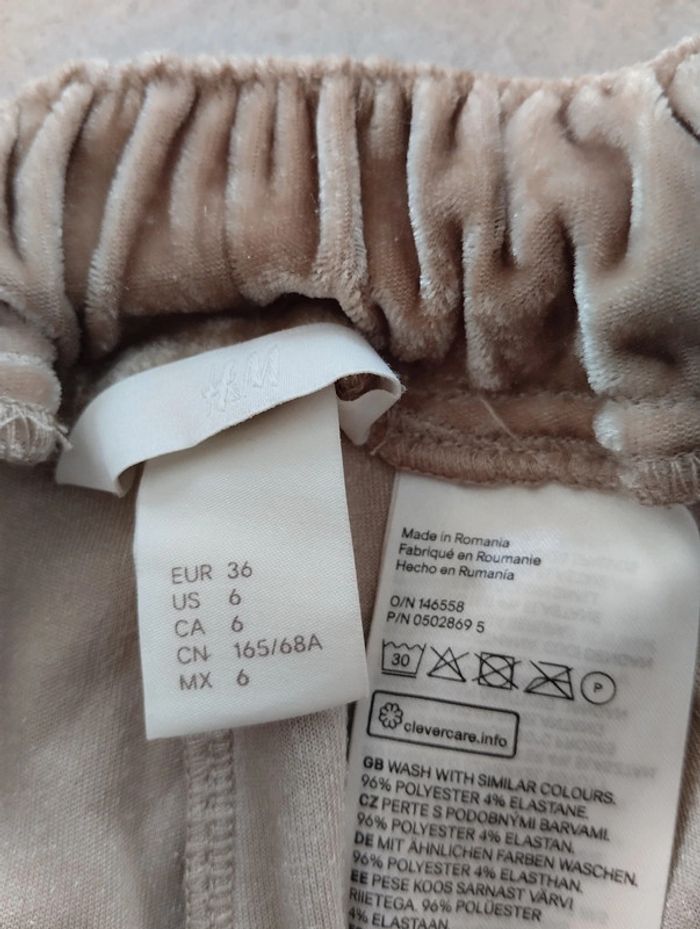 H&M
EUR 36
US 6
CA 6
CN 165/68A
MX 6
Made in Romania
Fabriqué en Roumanie
Hecho en Rumanía
O/N 146558
P/N 0502869 5
30
P
clevercare.info
GB WASH WITH SIMILAR COLOURS.
96% POLYESTER 4% ELASTANE.
CZ PERTE S PODOBNÝMI BARVAMI.
96% POLYESTER 4% ELASTAN.
DE MIT ÄHNLICHEN FARBEN WASCHEN.
96% POLYESTER 4% ELASTHAN.
EE PESE KOOS SARNAST VÄRVI
RIIETEGA. 96% POLÜESTER
4% ELASTAAN.